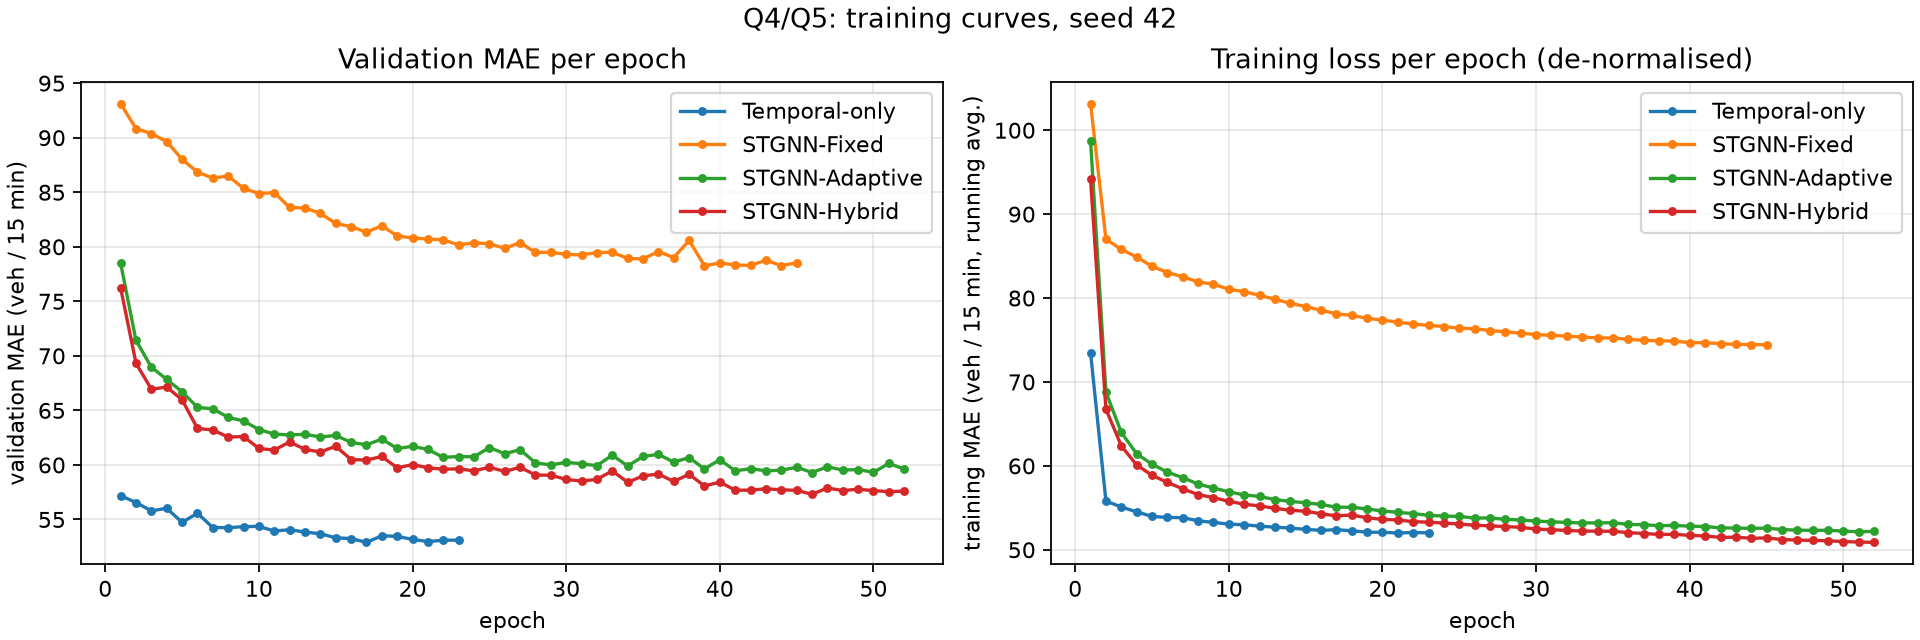 Q4/Q5: training curves, seed 42
Validation MAE per epoch
validation MAE (veh / 15 min)
95
90
85
80
75
70
65
60
55
0 10 20 30 40 50
epoch
Temporal-only
STGNN-Fixed
STGNN-Adaptive
STGNN-Hybrid
Training loss per epoch (de-normalised)
training MAE (veh / 15 min, running avg.)
100
90
80
70
60
50
0 10 20 30 40 50
epoch
Temporal-only
STGNN-Fixed
STGNN-Adaptive
STGNN-Hybrid